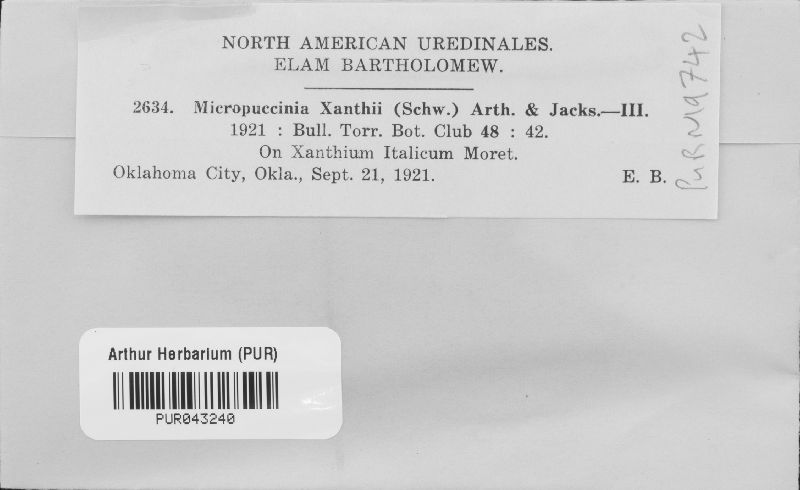 NORTH AMERICAN UREDINALES.
ELAM BARTHOLOMEW.
2634. Micropuccinia Xanthii (Schw.) Arth. & Jacks.—III.
1921 : Bull. Torr. Bot. Club 48 : 42.
On Xanthium Italicum Moret.
Oklahoma City, Okla., Sept. 21, 1921. E. B.
PUR N19742
Arthur Herbarium (PUR)
PUR043240